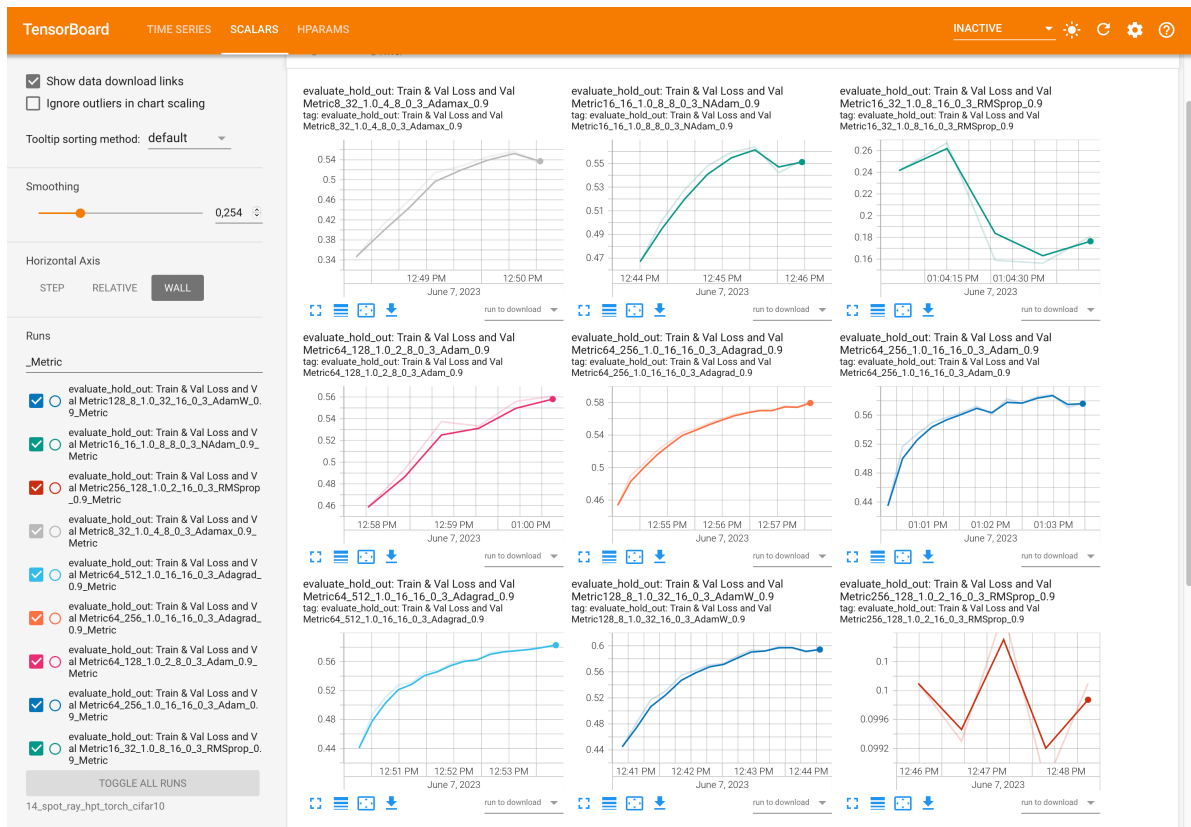 TensorBoard
TIME SERIES
SCALARS
HPARAMS
INACTIVE
Show data download links
Ignore outliers in chart scaling
Tooltip sorting method:
default
Smoothing
0,254
Horizontal Axis
STEP
RELATIVE
WALL
Runs
_Metric
evaluate_hold_out: Train & Val Loss and V
al Metric128_8_1.0_32_16_0_3_AdamW_0.
9_Metric
evaluate_hold_out: Train & Val Loss and V
al Metric16_16_1.0_8_8_0_3_NAdam_0.9_
Metric
evaluate_hold_out: Train & Val Loss and V
al Metric256_128_1.0_2_16_0_3_RMSprop
_0.9_Metric
evaluate_hold_out: Train & Val Loss and V
al Metric8_32_1.0_4_8_0_3_Adamax_0.9_
Metric
evaluate_hold_out: Train & Val Loss and V
al Metric64_512_1.0_16_16_0_3_Adagrad_
0.9_Metric
evaluate_hold_out: Train & Val Loss and V
al Metric64_256_1.0_16_16_0_3_Adagrad_
0.9_Metric
evaluate_hold_out: Train & Val Loss and V
al Metric64_128_1.0_2_8_0_3_Adam_0.9_
Metric
evaluate_hold_out: Train & Val Loss and V
al Metric64_256_1.0_16_16_0_3_Adam_0.
9_Metric
evaluate_hold_out: Train & Val Loss and V
al Metric16_32_1.0_8_16_0_3_RMSprop_0.
9_Metric
TOGGLE ALL RUNS
14_spot_ray_hpt_torch_cifar10
evaluate_hold_out: Train & Val Loss and Val
Metric8_32_1.0_4_8_0_3_Adamax_0.9
tag: evaluate_hold_out: Train & Val Loss and Val
Metric8_32_1.0_4_8_0_3_Adamax_0.9
0.54
0.5
0.46
0.42
0.38
0.34
12:49 PM
12:50 PM
June 7, 2023
run to download
evaluate_hold_out: Train & Val Loss and Val
Metric16_16_1.0_8_8_0_3_NAdam_0.9
tag: evaluate_hold_out: Train & Val Loss and Val
Metric16_16_1.0_8_8_0_3_NAdam_0.9
0.55
0.53
0.51
0.49
0.47
12:44 PM
12:45 PM
12:46 PM
June 7, 2023
run to download
evaluate_hold_out: Train & Val Loss and Val
Metric16_32_1.0_8_16_0_3_RMSprop_0.9
tag: evaluate_hold_out: Train & Val Loss and Val
Metric16_32_1.0_8_16_0_3_RMSprop_0.9
0.26
0.24
0.22
0.2
0.18
0.16
01:04:15 PM
01:04:30 PM
June 7, 2023
run to download
evaluate_hold_out: Train & Val Loss and Val
Metric64_128_1.0_2_8_0_3_Adam_0.9
tag: evaluate_hold_out: Train & Val Loss and Val
Metric64_128_1.0_2_8_0_3_Adam_0.9
0.56
0.54
0.52
0.5
0.48
0.46
12:58 PM
12:59 PM
01:00 PM
June 7, 2023
run to download
evaluate_hold_out: Train & Val Loss and Val
Metric64_256_1.0_16_16_0_3_Adagrad_0.9
tag: evaluate_hold_out: Train & Val Loss and Val
Metric64_256_1.0_16_16_0_3_Adagrad_0.9
0.58
0.54
0.5
0.46
12:55 PM
12:56 PM
12:57 PM
June 7, 2023
run to download
evaluate_hold_out: Train & Val Loss and Val
Metric64_256_1.0_16_16_0_3_Adam_0.9
tag: evaluate_hold_out: Train & Val Loss and Val
Metric64_256_1.0_16_16_0_3_Adam_0.9
0.56
0.52
0.48
0.44
01:01 PM
01:02 PM
01:03 PM
June 7, 2023
run to download
evaluate_hold_out: Train & Val Loss and Val
Metric64_512_1.0_16_16_0_3_Adagrad_0.9
tag: evaluate_hold_out: Train & Val Loss and Val
Metric64_512_1.0_16_16_0_3_Adagrad_0.9
0.56
0.52
0.48
0.44
12:51 PM
12:52 PM
12:53 PM
June 7, 2023
run to download
evaluate_hold_out: Train & Val Loss and Val
Metric128_8_1.0_32_16_0_3_AdamW_0.9
tag: evaluate_hold_out: Train & Val Loss and Val
Metric128_8_1.0_32_16_0_3_AdamW_0.9
0.6
0.56
0.52
0.48
0.44
12:41 PM
12:42 PM
12:43 PM
12:44 PM
June 7, 2023
run to download
evaluate_hold_out: Train & Val Loss and Val
Metric256_128_1.0_2_16_0_3_RMSprop_0.9
tag: evaluate_hold_out: Train & Val Loss and Val
Metric256_128_1.0_2_16_0_3_RMSprop_0.9
0.1
0.1
0.0996
0.0992
12:46 PM
12:47 PM
12:48 PM
June 7, 2023
run to download